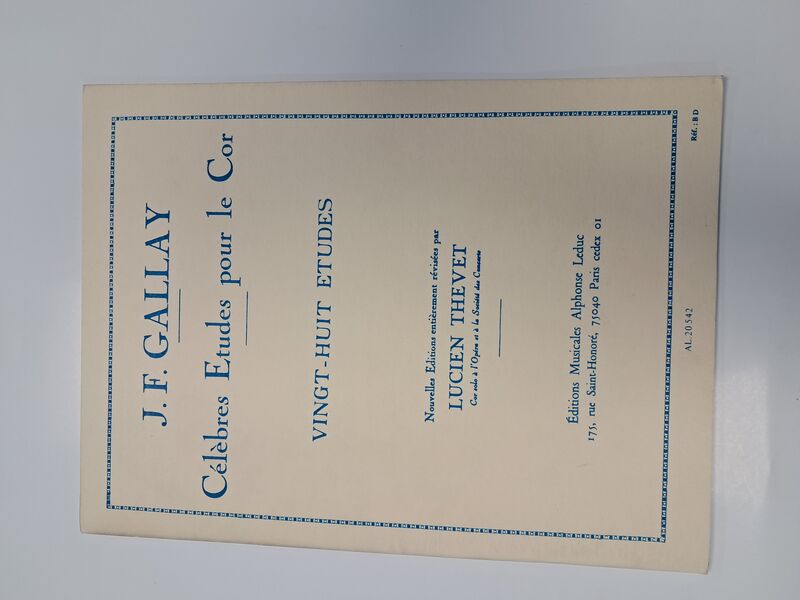 J. F. GALLAY
Célèbres Etudes pour le Cor
VINGT-HUIT ETUDES
Nouvelles Editions entièrement révisées par
LUCIEN THEVET
Cor solo à l'Opéra et à la Société des Concerts
Éditions Musicales Alphonse Leduc
175, rue Saint-Honoré, 75040 Paris cedex 01
AL. 20 542
Réf. : B D